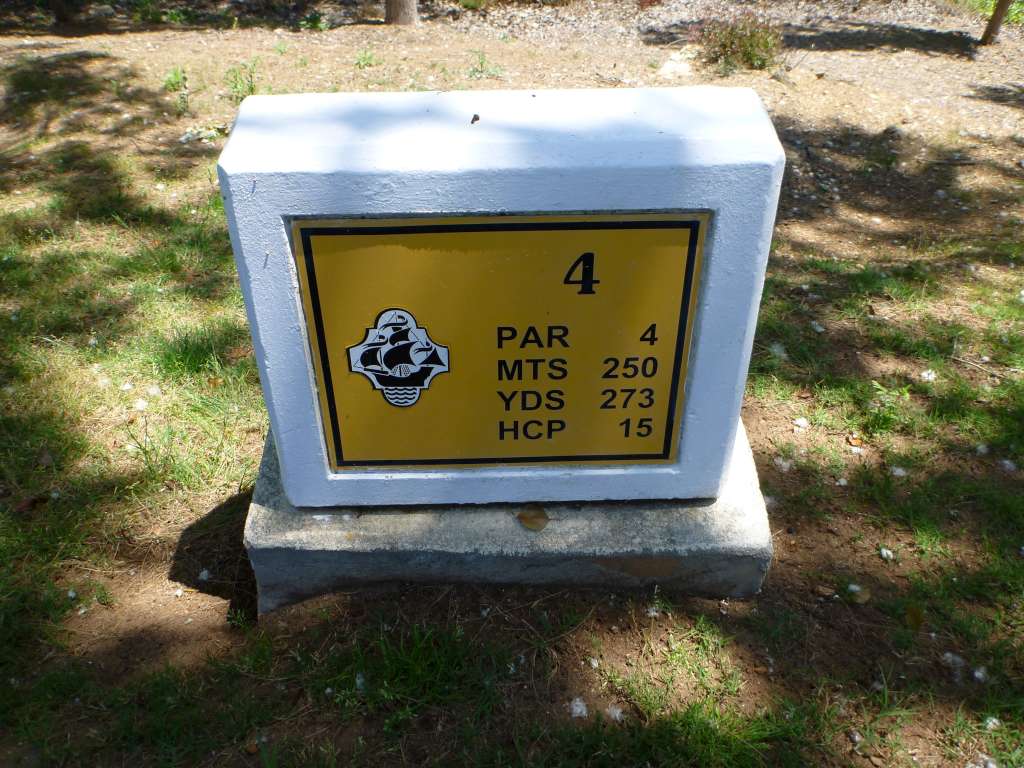 4
PAR 4
MTS 250
YDS 273
HCP 15